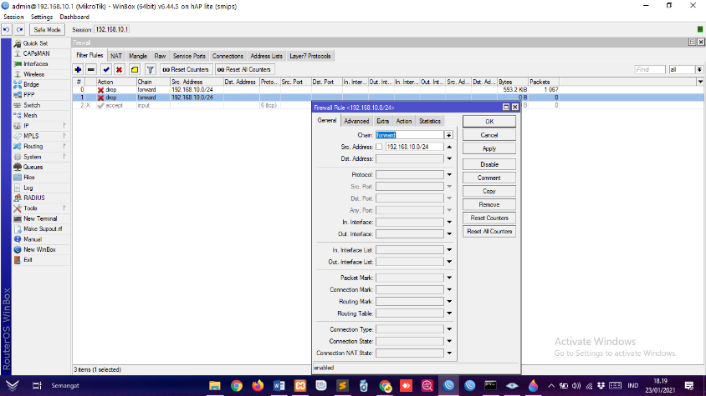 admin@192.168.10.1 (MikroTik) - WinBox (64bit) v6.44.3 on hAP lite (smips)
Session Settings Dashboard
Safe Mode Session: 192.168.10.1
Firewall
Filter Rules NAT Mangle Raw Service Ports Connections Address Lists Layer7 Protocols
Reset Counters Reset All Counters Find all
# Action Chain Src. Address Dst. Address Proto... Src. Port Dst. Port In. Inter... Out. Int... In. Inter... Out. Int... Src. Ad... Dst. Ad... Bytes Packets
0 drop forward 192.168.10.0/24 593.2 KiB 1 067
1 drop forward 192.168.10.0/24 0 B 0
2 X accept input 6 (tcp) 0
Quick Set
CAPsMAN
Interfaces
Wireless
Bridge
PPP
Switch
Mesh
IP
MPLS
Routing
System
Queues
Files
Log
RADIUS
Tools
New Terminal
Make Supout.rif
Manual
New WinBox
Exit
RouterOS WinBox
Firewall Rule <192.168.10.0/24>
General Advanced Extra Action Statistics
Chain: forward
Src. Address: 192.168.10.0/24
Dst. Address:
Protocol:
Src. Port:
Dst. Port:
Any. Port:
In. Interface:
Out. Interface:
In. Interface List:
Out. Interface List:
Packet Mark:
Connection Mark:
Routing Mark:
Routing Table:
Connection Type:
Connection State:
Connection NAT State:
enabled
OK
Cancel
Apply
Disable
Comment
Copy
Remove
Reset Counters
Reset All Counters
3 items (1 selected)
Activate Windows
Go to Settings to activate Windows.
Semangat
IND
18.19
23/01/2021